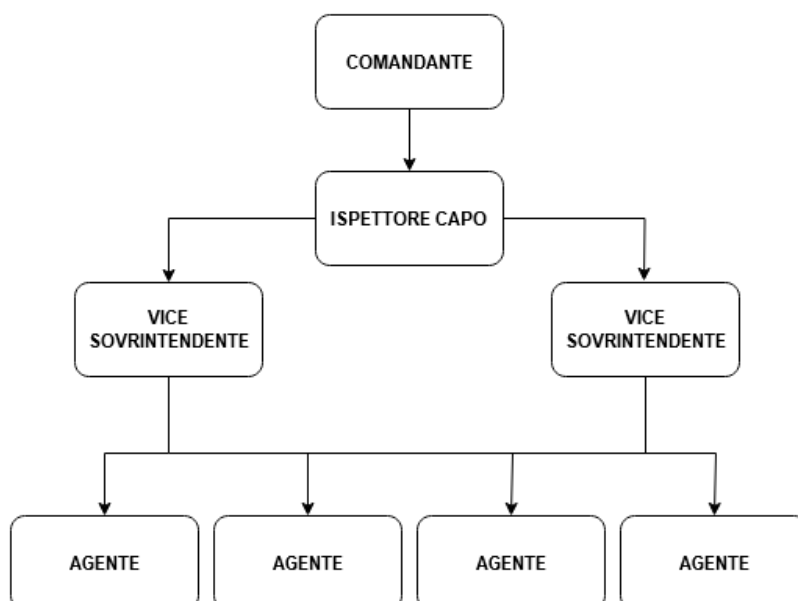 COMANDANTE
ISPETTORE CAPO
VICE
SOVRINTENDENTE
VICE
SOVRINTENDENTE
AGENTE
AGENTE
AGENTE
AGENTE